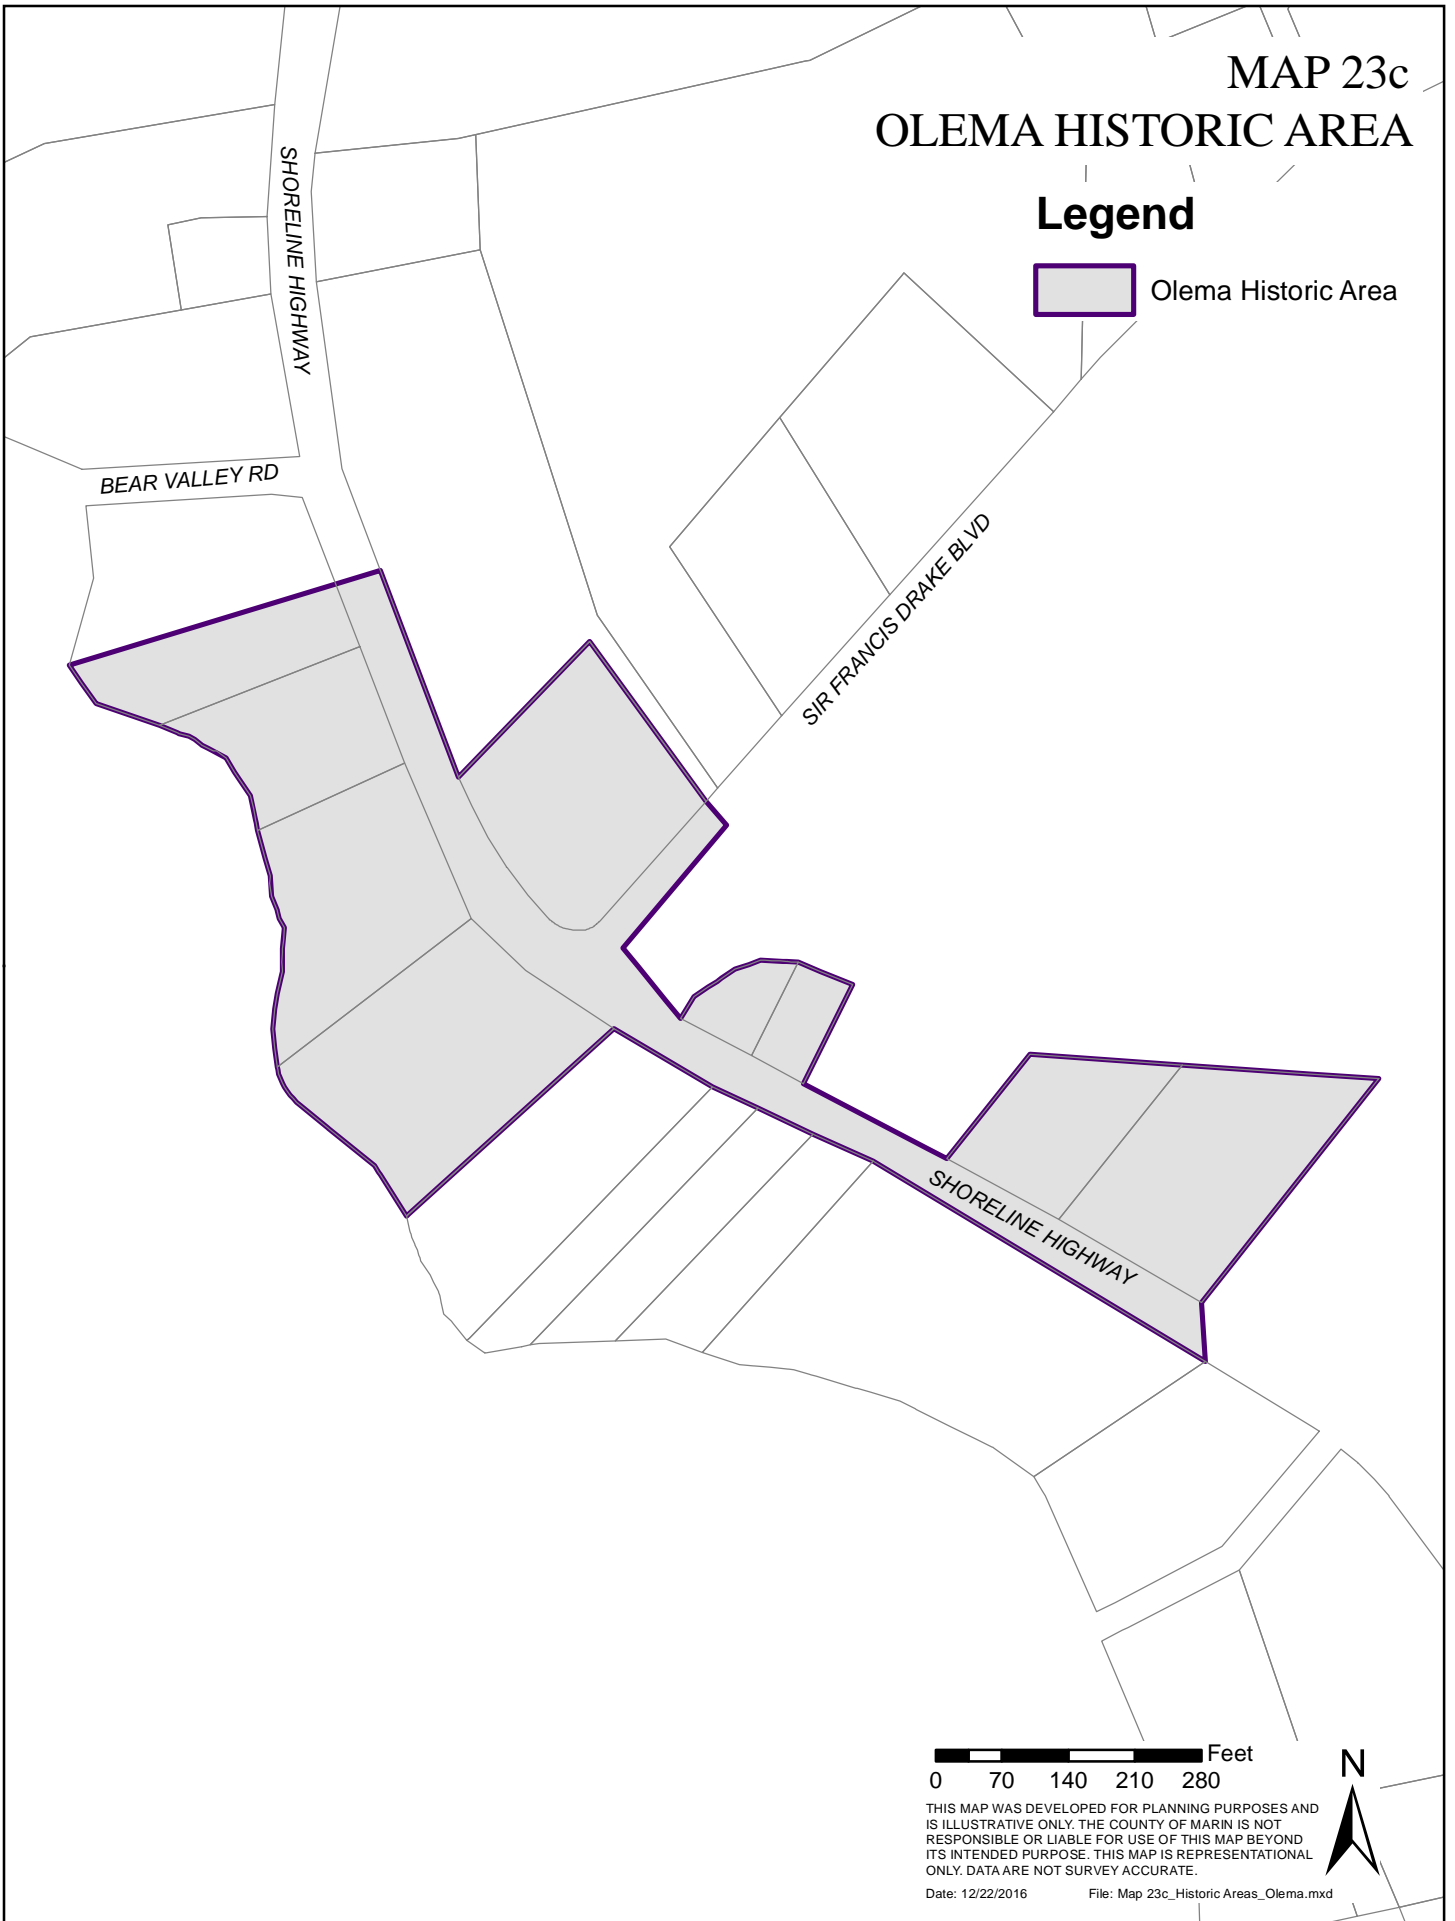 MAP 23c
OLEMA HISTORIC AREA
Legend
Olema Historic Area
SHORELINE HIGHWAY
BEAR VALLEY RD
SIR FRANCIS DRAKE BLVD
SHORELINE HIGHWAY
Feet
0 70 140 210 280
N
THIS MAP WAS DEVELOPED FOR PLANNING PURPOSES AND
IS ILLUSTRATIVE ONLY. THE COUNTY OF MARIN IS NOT
RESPONSIBLE OR LIABLE FOR USE OF THIS MAP BEYOND
ITS INTENDED PURPOSE. THIS MAP IS REPRESENTATIONAL
ONLY. DATA ARE NOT SURVEY ACCURATE.
Date: 12/22/2016 File: Map 23c_Historic Areas_Olema.mxd